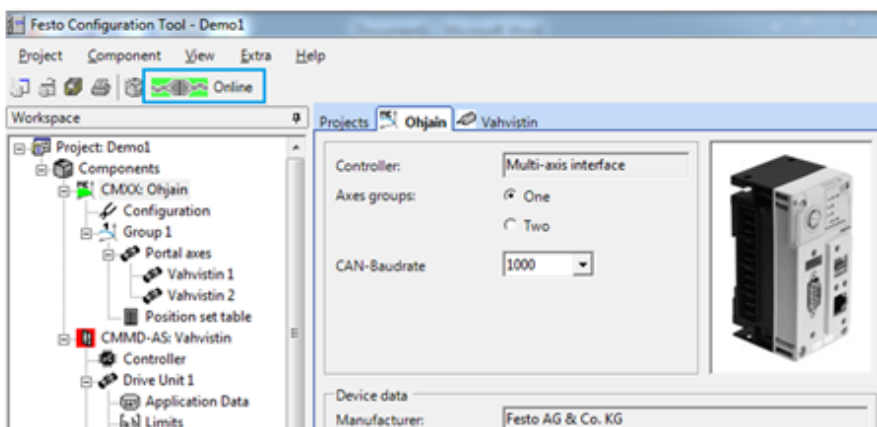 Festo Configuration Tool - Demo1
Project Component View Extra Help
Online
Workspace
Projects Ohjain Vahvistin
Project: Demo1
Components
CMXX: Ohjain
Configuration
Group 1
Portal axes
Vahvistin 1
Vahvistin 2
Position set table
CMMD-AS: Vahvistin
Controller
Drive Unit 1
Application Data
Limits
Controller: Multi-axis interface
Axes groups: One
Two
CAN-Baudrate 1000
Device data
Manufacturer: Festo AG & Co. KG